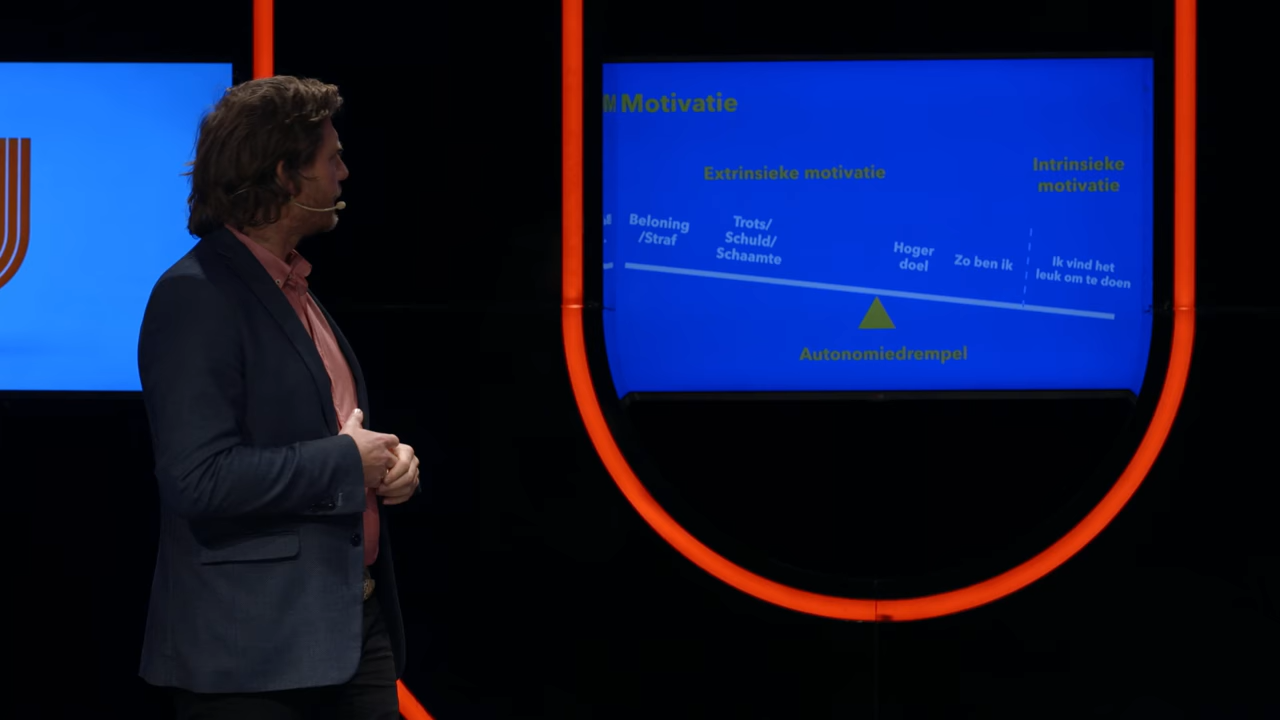 Motivatie
Extrinsieke motivatie
Intrinsieke
motivatie
Beloning
/Straf
Trots/
Schuld/
Schaamte
Hoger
doel
Zo ben ik
Ik vind het
leuk om te doen
Autonomiedrempel